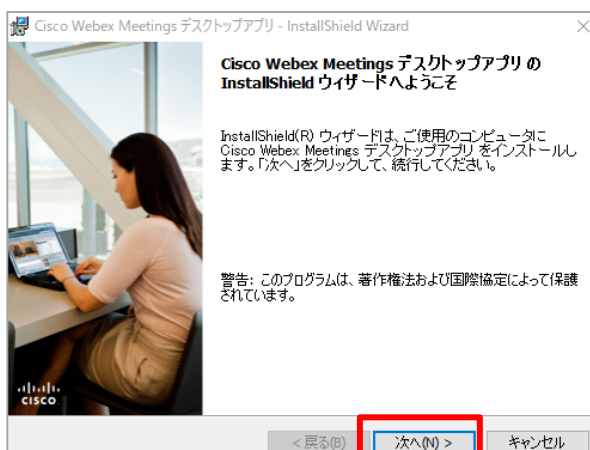 Cisco Webex Meetings デスクトップアプリ - InstallShield Wizard
Cisco Webex Meetings デスクトップアプリ の
InstallShield ウィザードへようこそ
InstallShield(R) ウィザードは、ご使用のコンピュータに
Cisco Webex Meetings デスクトップアプリ をインストールし
ます。「次へ」をクリックして、続行してください。
警告: このプログラムは、著作権法および国際協定によって保護
されています。
CISCO
< 戻る(B)
次へ(N) >
キャンセル